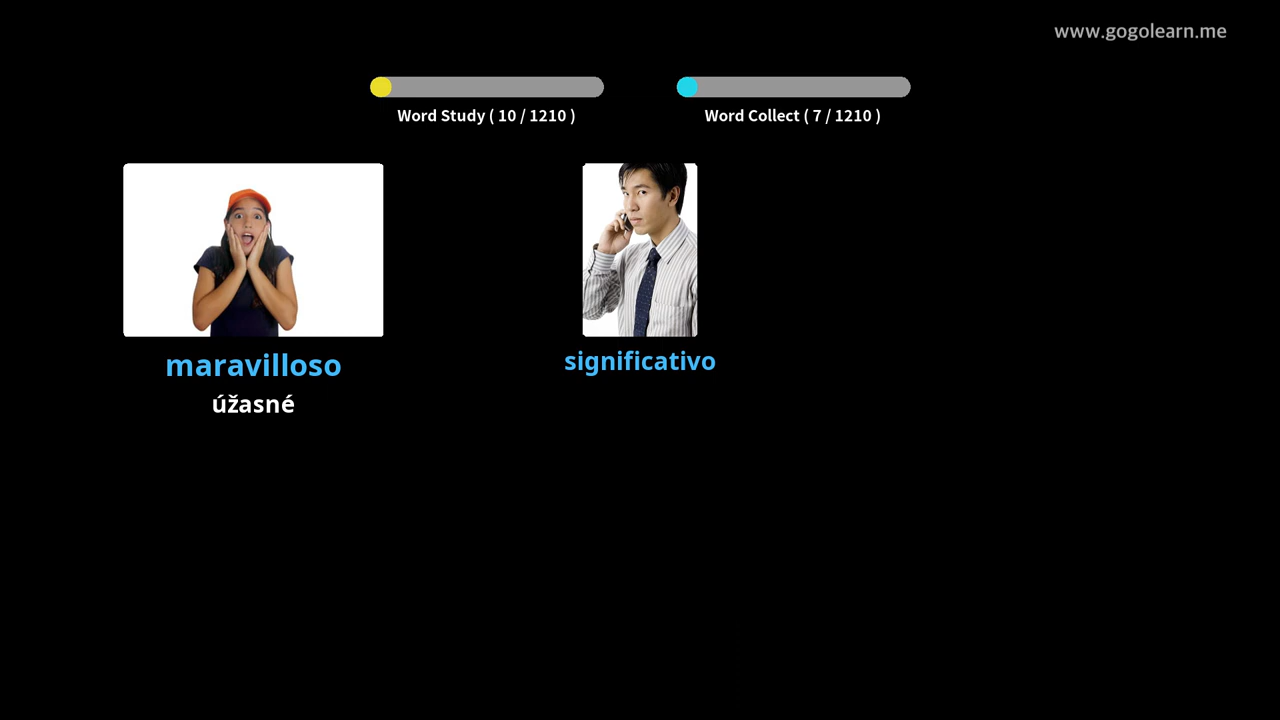 www.gogolearn.me
Word Study ( 10 / 1210 )
Word Collect ( 7 / 1210 )
maravilloso
úžasné
significativo